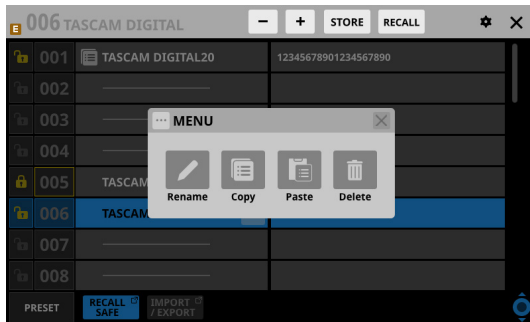 E 006 TASCAM DIGITAL - + STORE RECALL
001 TASCAM DIGITAL20 12345678901234567890
002
003
MENU
004
005 TASCAM
Rename Copy Paste Delete
006 TASCAM
007
008
PRESET RECALL SAFE IMPORT / EXPORT